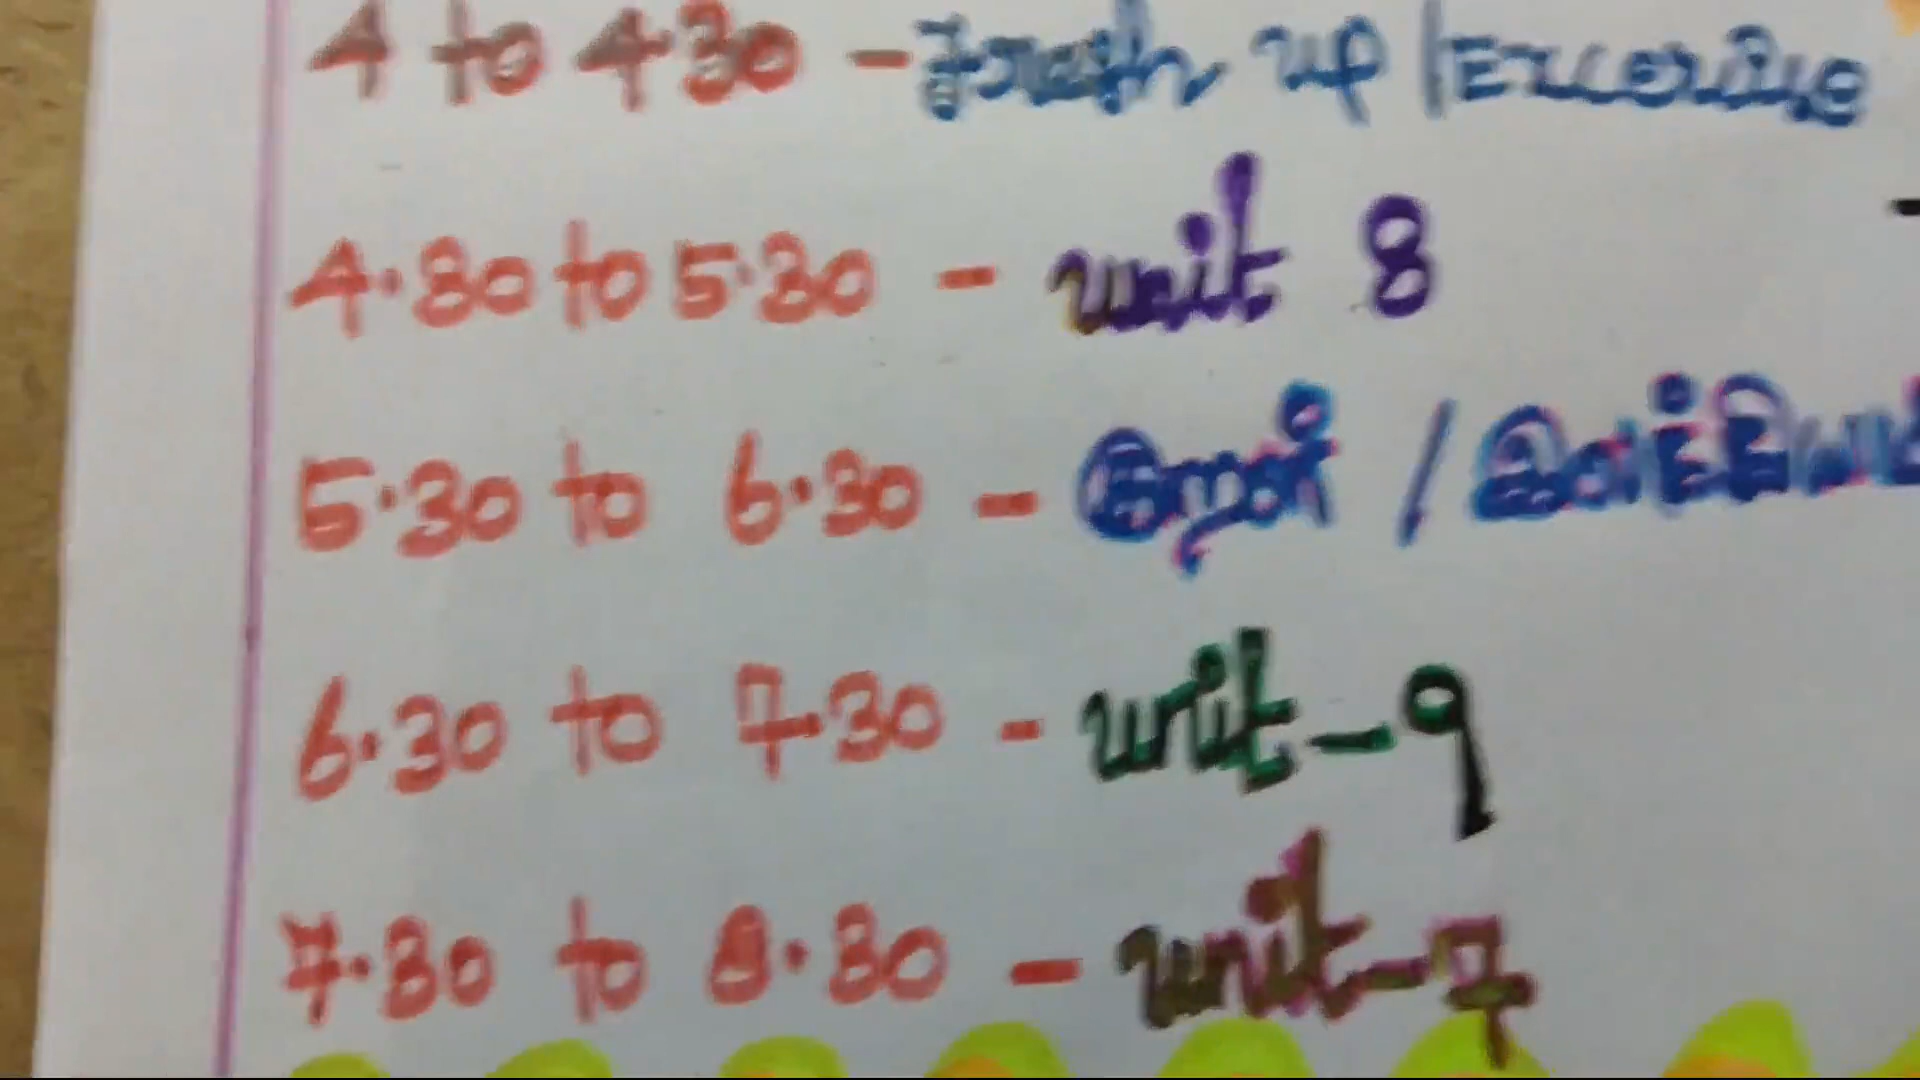 4 to 4.30 - Fresh up / Exercise
4.30 to 5.30 - unit 8
5.30 to 6.30 - குறள் /
6.30 to 7.30 - unit - 9
7.30 to 8.30 - unit - 7